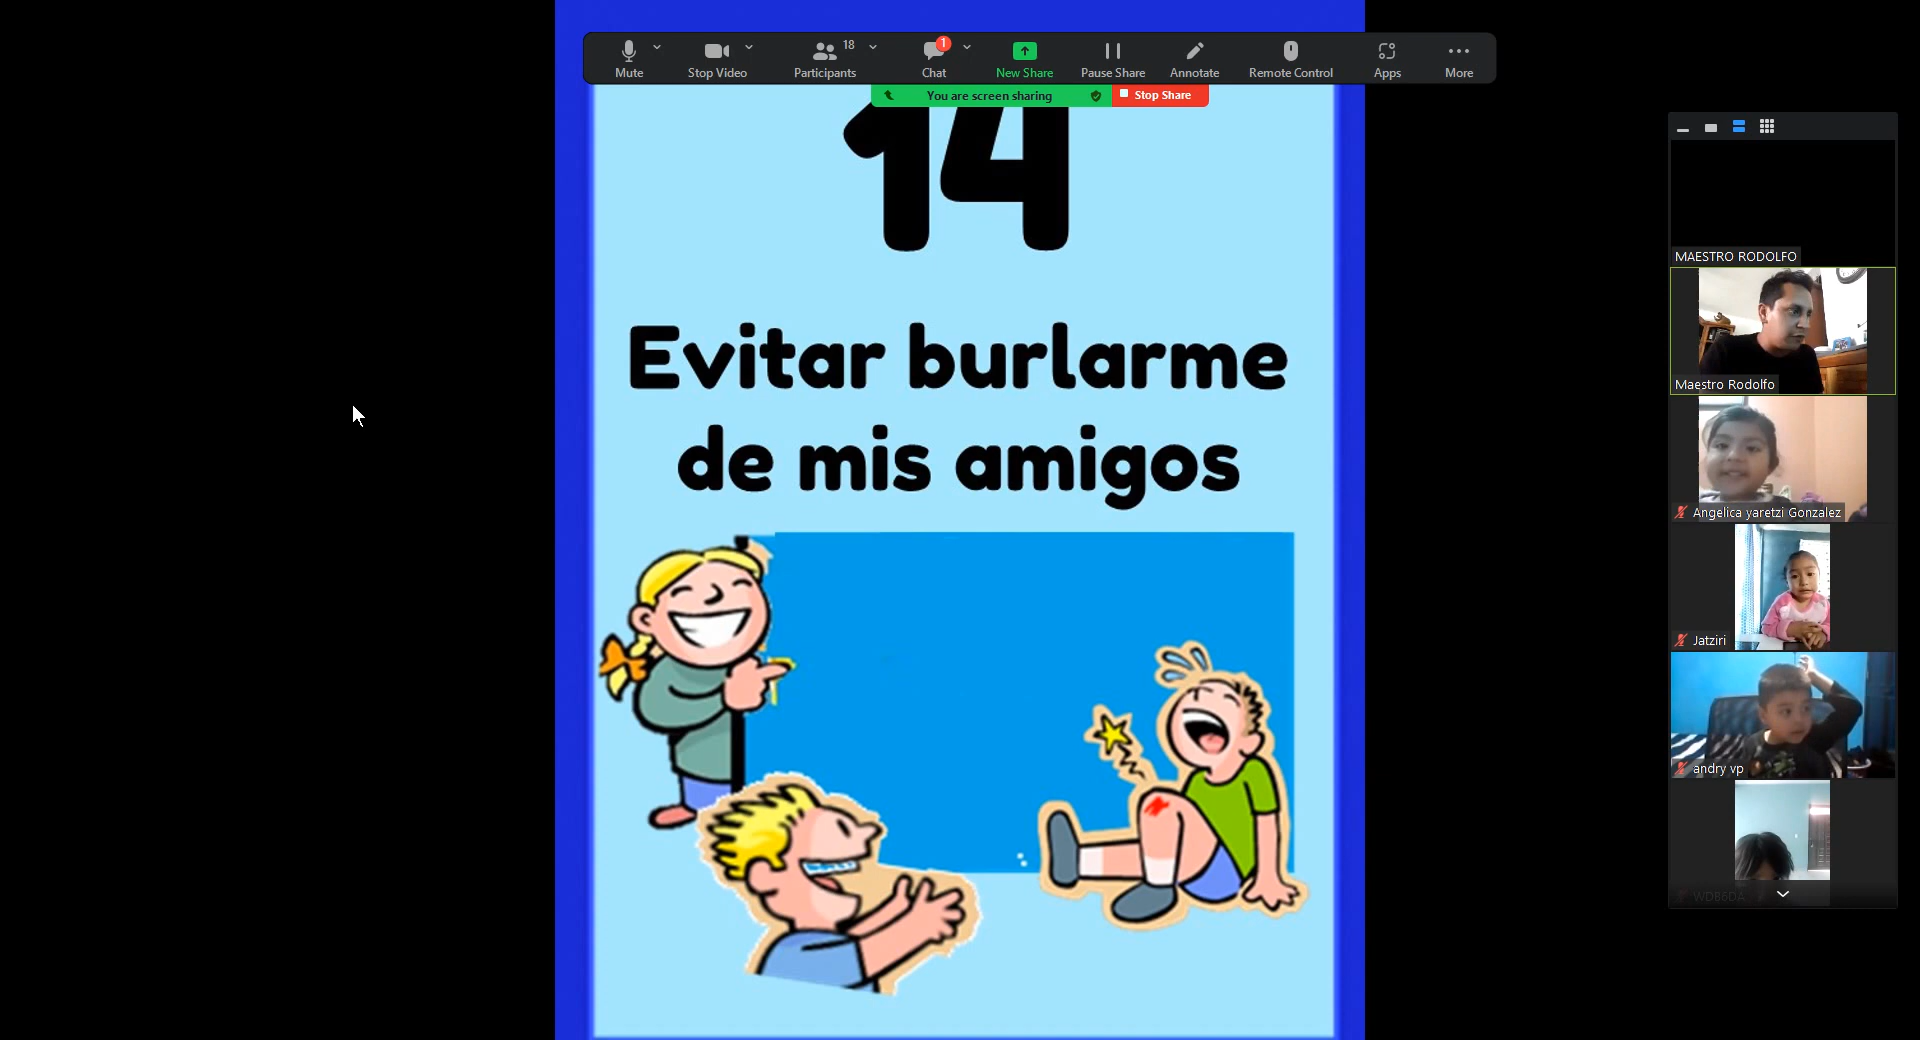 18
1
Mute
Stop Video
Participants
Chat
New Share
Pause Share
Annotate
Remote Control
Apps
More
You are screen sharing
Stop Share
14
Evitar burlarme
de mis amigos
MAESTRO RODOLFO
Maestro Rodolfo
Angelica yaretzi Gonzalez
Jatziri
andry vp